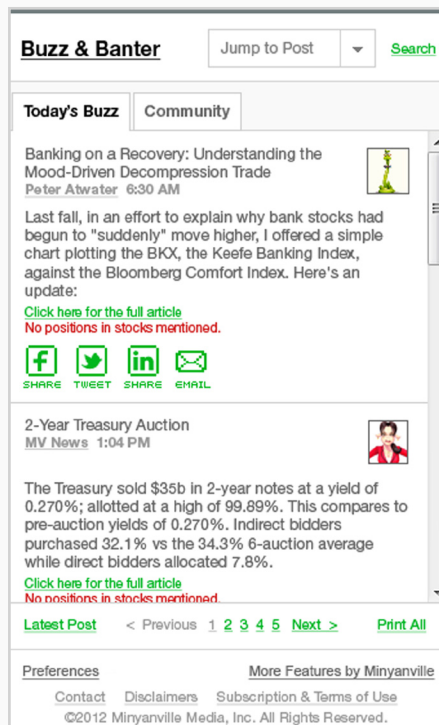 Buzz & Banter
Jump to Post
Search
Today's Buzz
Community
Banking on a Recovery: Understanding the
Mood-Driven Decompression Trade
Peter Atwater 6:30 AM
Last fall, in an effort to explain why bank stocks had
begun to "suddenly" move higher, I offered a simple
chart plotting the BKX, the Keefe Banking Index,
against the Bloomberg Comfort Index. Here's an
update:
Click here for the full article
No positions in stocks mentioned.
SHARE TWEET SHARE EMAIL
2-Year Treasury Auction
MV News 1:04 PM
The Treasury sold $35b in 2-year notes at a yield of
0.270%; allotted at a high of 99.89%. This compares to
pre-auction yields of 0.270%. Indirect bidders
purchased 32.1% vs the 34.3% 6-auction average
while direct bidders allocated 7.8%.
Click here for the full article
No positions in stocks mentioned.
Latest Post < Previous 1 2 3 4 5 Next > Print All
Preferences More Features by Minyanville
Contact Disclaimers Subscription & Terms of Use
©2012 Minyanville Media, Inc. All Rights Reserved.